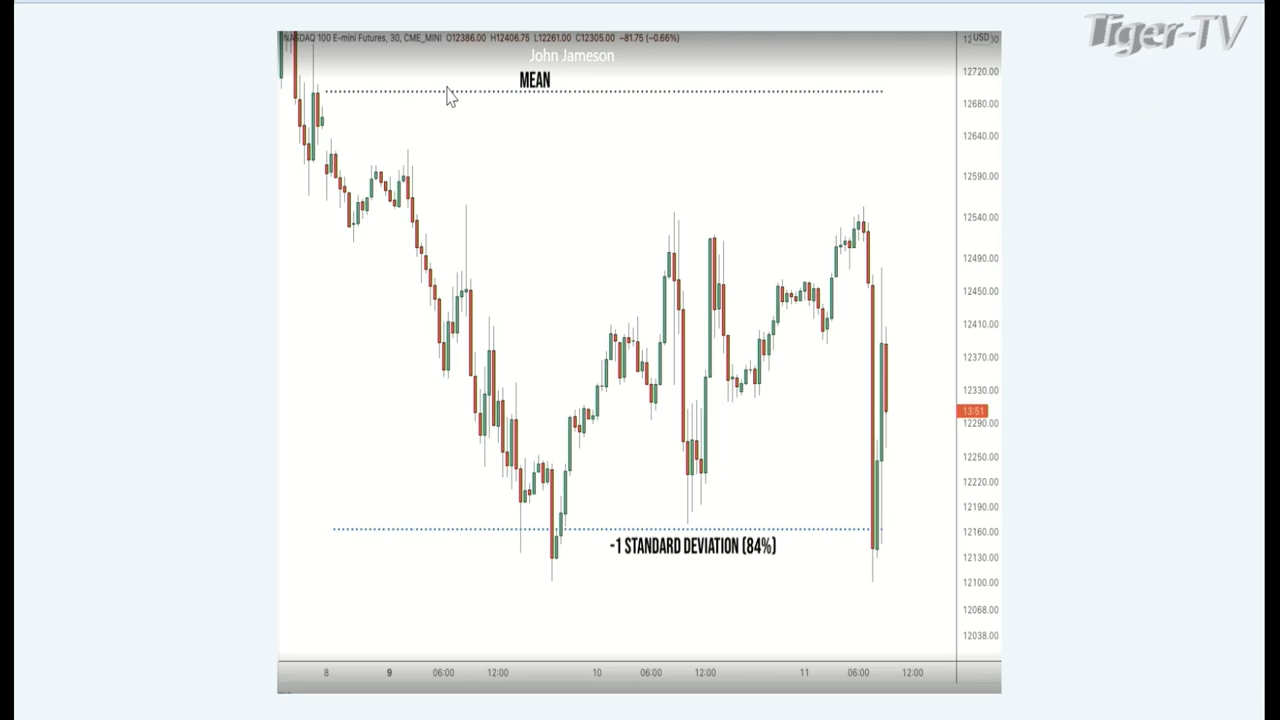 Tiger-TV
NASDAQ 100 E-mini Futures, 30, CME_MINI O12386.00 H12406.75 L12261.00 C12305.00 −81.75 (−0.66%)
USD
John Jameson
MEAN
12720.00
12680.00
12640.00
12590.00
12540.00
12490.00
12450.00
12410.00
12370.00
12330.00
13:51
12290.00
12250.00
12220.00
12190.00
12160.00
-1 STANDARD DEVIATION (84%)
12130.00
12100.00
12068.00
12038.00
8 9 06:00 12:00 10 06:00 12:00 11 06:00 12:00